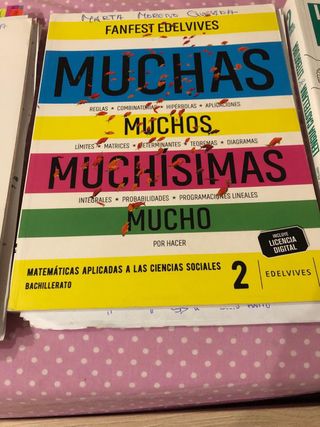 MARTA MORENO
FANFEST EDELVIVES
MUCHAS
REGLAS • COMBINATORIA • HIPÉRBOLAS • APLICACIONES
MUCHOS
LÍMITES • MATRICES • DETERMINANTES • TEOREMAS • DIAGRAMAS
MUCHÍSIMAS
INTEGRALES • PROBABILIDADES • PROGRAMACIONES LINEALES
MUCHO
POR HACER
INCLUYE
LICENCIA
DIGITAL
MATEMÁTICAS APLICADAS A LAS CIENCIAS SOCIALES 2 EDELVIVES
BACHILLERATO